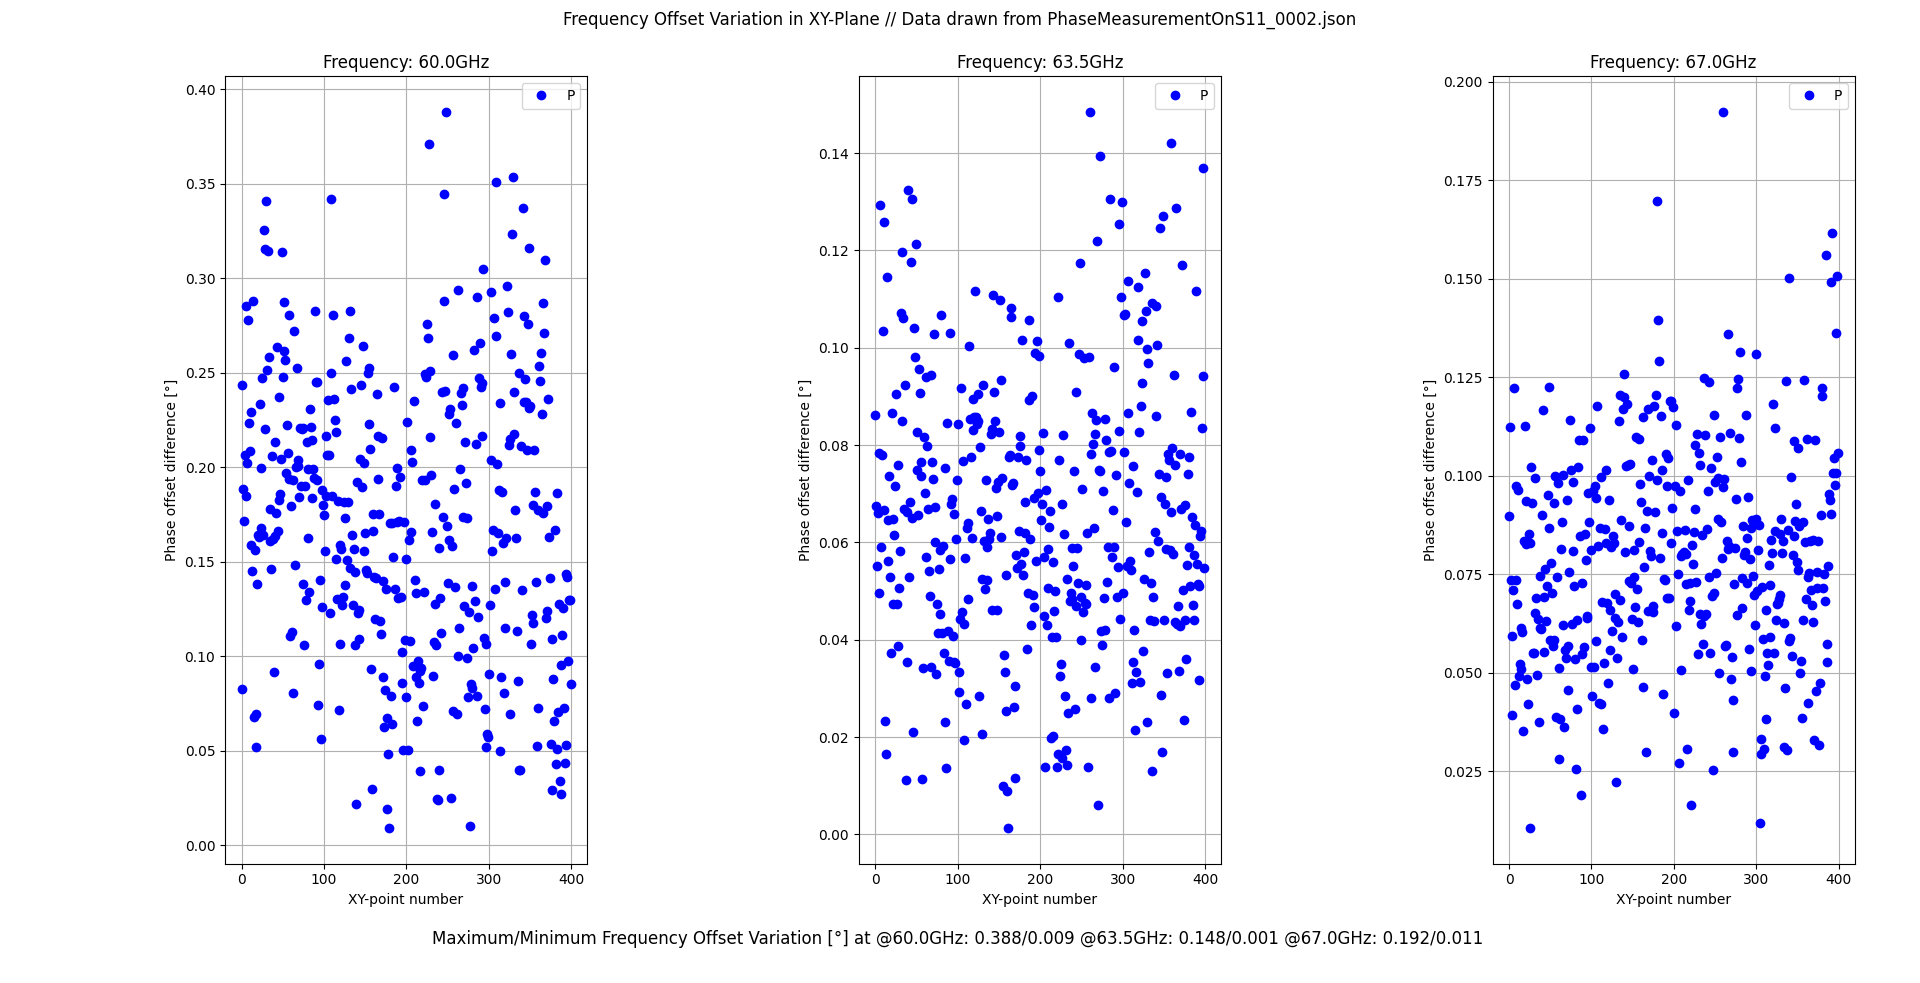 Frequency Offset Variation in XY-Plane // Data drawn from PhaseMeasurementOnS11_0002.json
Frequency: 60.0GHz
P
Phase offset difference [°]
0.40
0.35
0.30
0.25
0.20
0.15
0.10
0.05
0.00
0 100 200 300 400
XY-point number
Frequency: 63.5GHz
P
Phase offset difference [°]
0.14
0.12
0.10
0.08
0.06
0.04
0.02
0.00
0 100 200 300 400
XY-point number
Frequency: 67.0GHz
P
Phase offset difference [°]
0.200
0.175
0.150
0.125
0.100
0.075
0.050
0.025
0 100 200 300 400
XY-point number
Maximum/Minimum Frequency Offset Variation [°] at @60.0GHz: 0.388/0.009 @63.5GHz: 0.148/0.001 @67.0GHz: 0.192/0.011